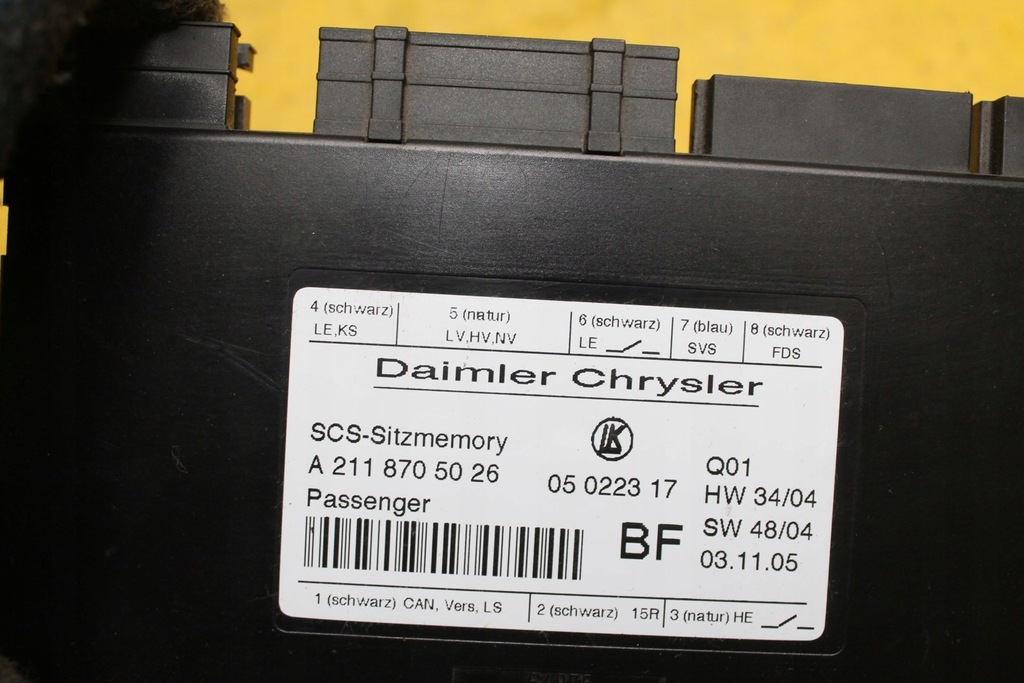 4 (schwarz) 5 (natur) 6 (schwarz) 7 (blau) 8 (schwarz)
LE,KS LV,HV,NV LE SVS FDS
Daimler Chrysler
SCS-Sitzmemory
A 211 870 50 26 05 0223 17 Q01
Passenger HW 34/04
BF SW 48/04
03.11.05
1 (schwarz) CAN, Vers, LS 2 (schwarz) 15R 3 (natur) HE